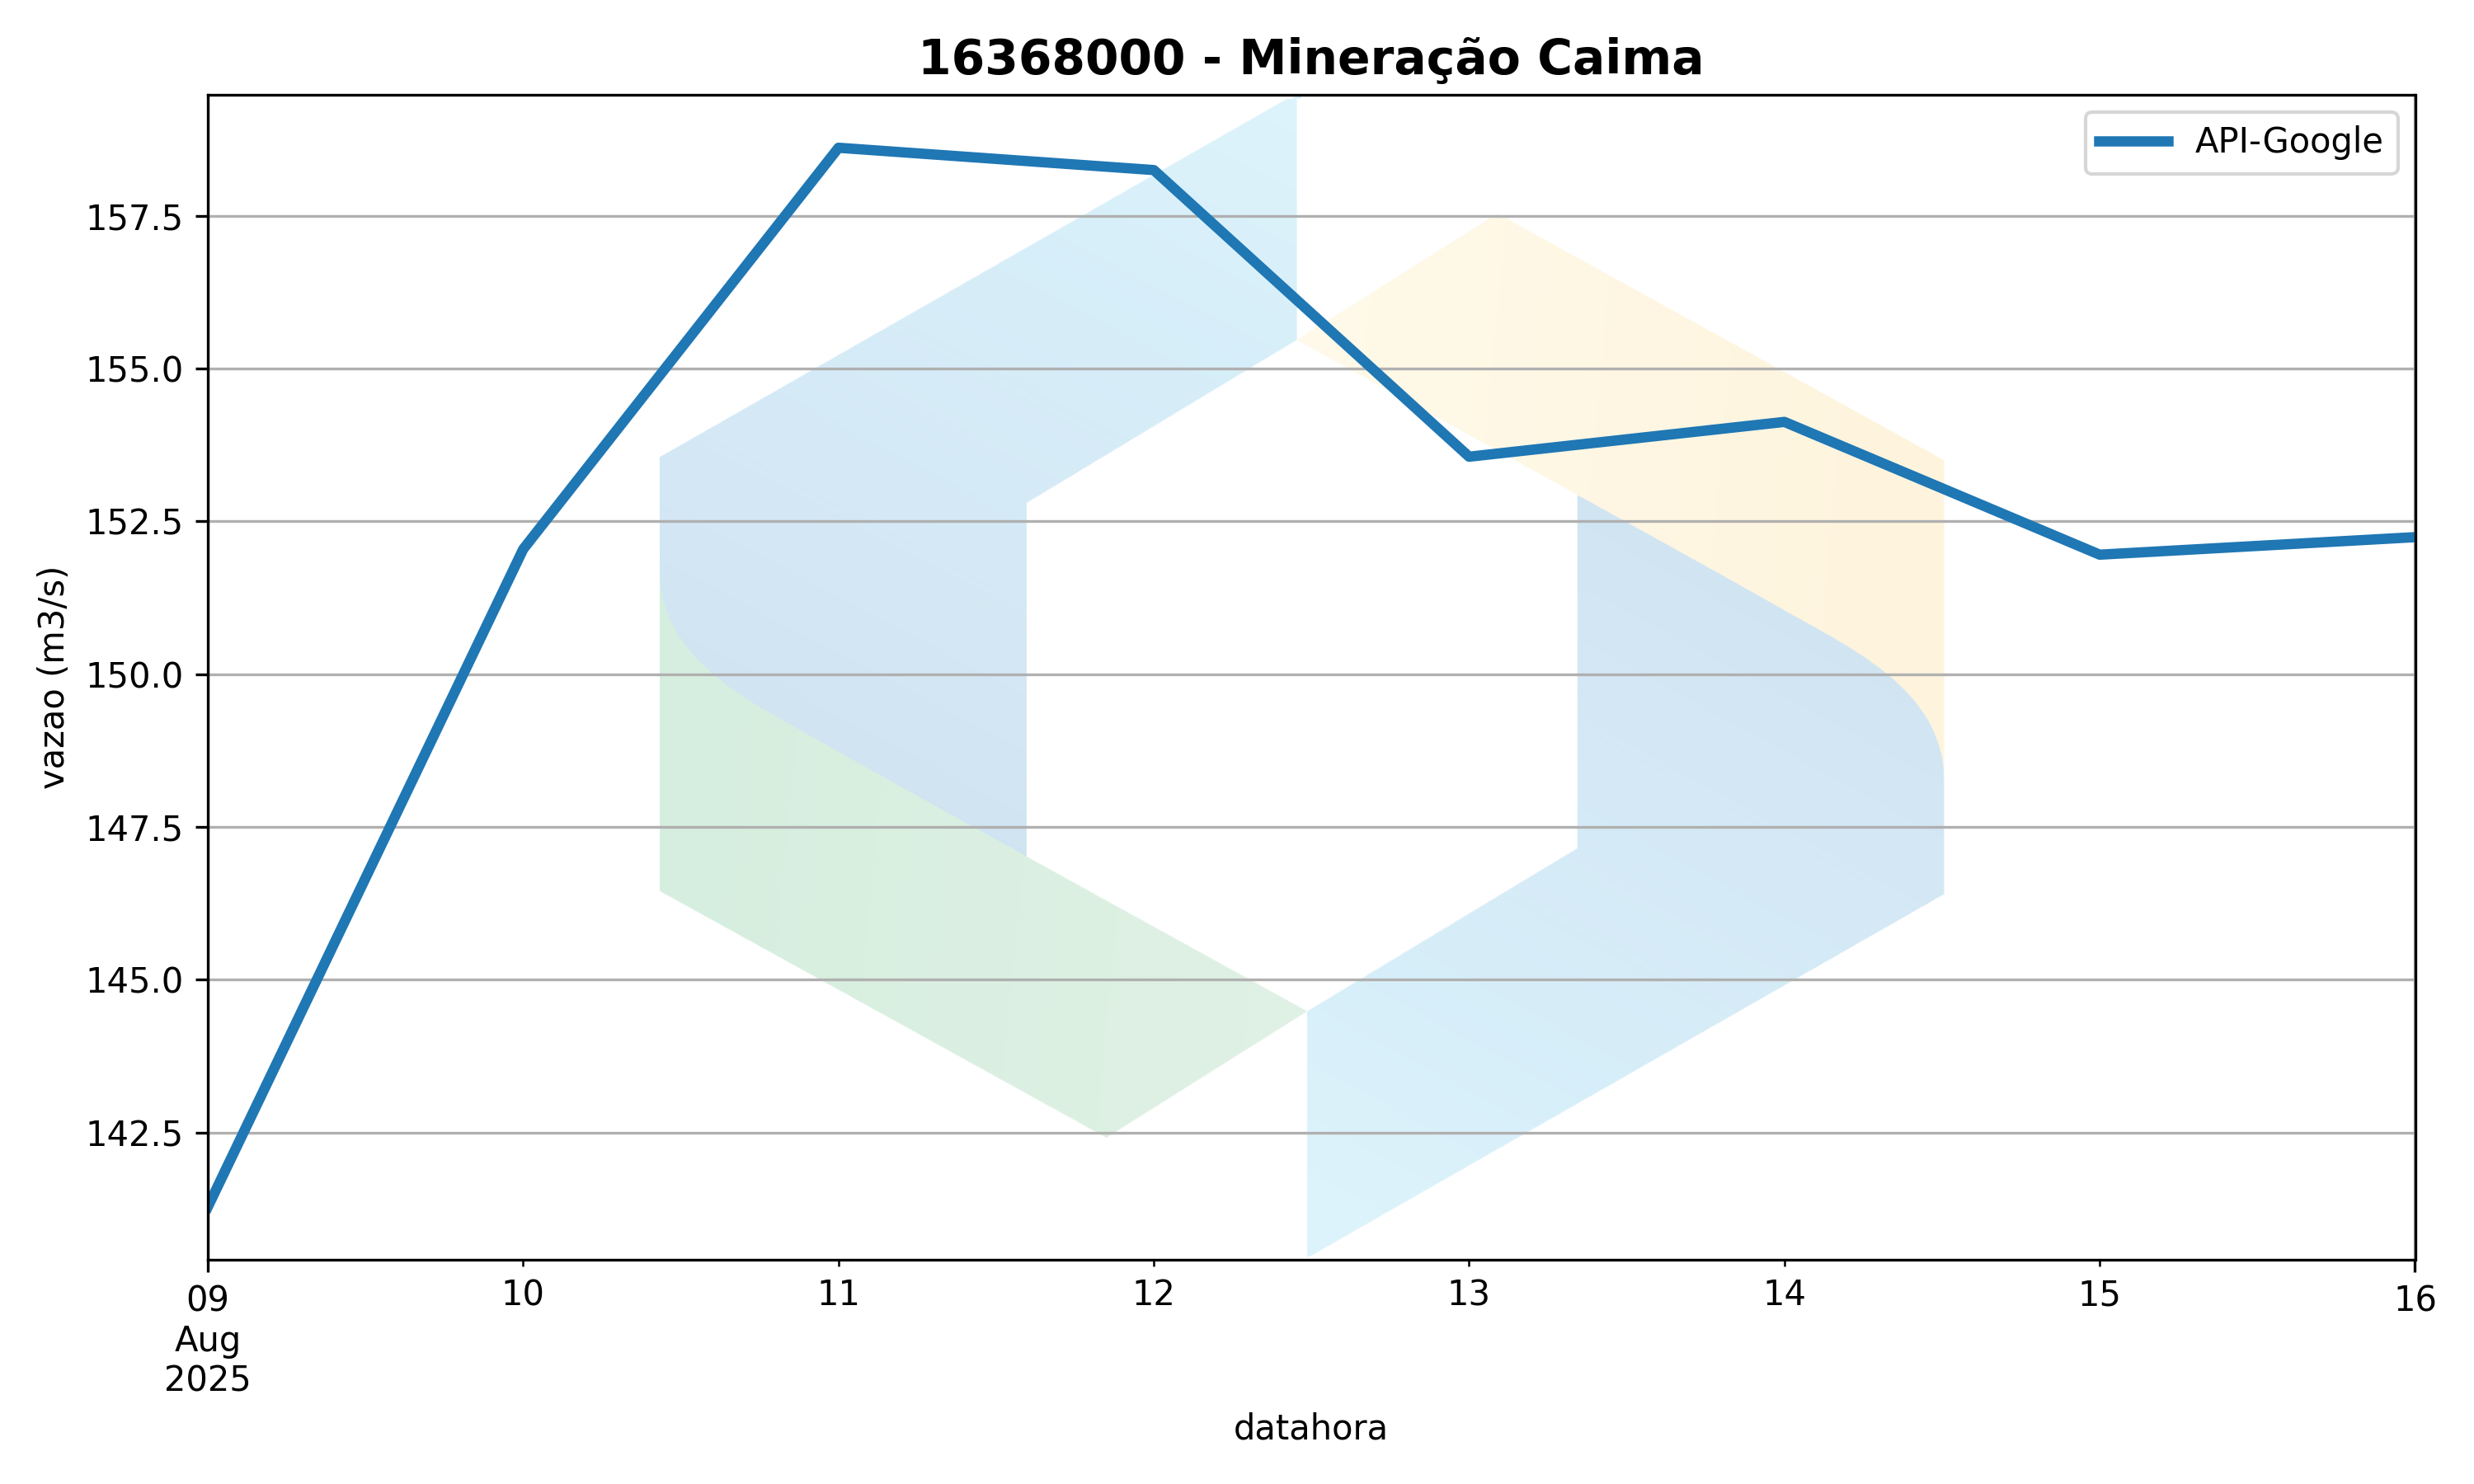 16368000 - Mineração Caima
API-Google
157.5
155.0
152.5
150.0
147.5
145.0
142.5
vazao (m3/s)
09 10 11 12 13 14 15 16
Aug
2025
datahora